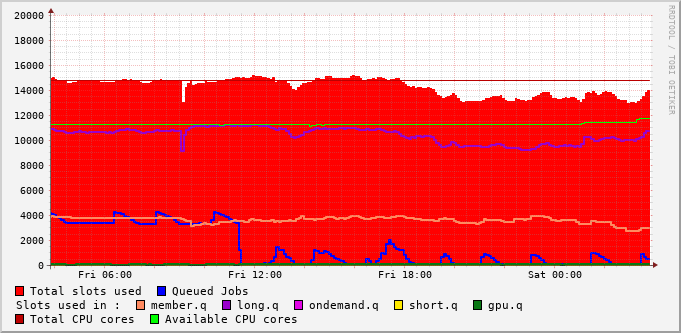 20000
18000
16000
14000
12000
10000
8000
6000
4000
2000
0
Fri 06:00 Fri 12:00 Fri 18:00 Sat 00:00
RRDTOOL / TOBI OETIKER
Total slots used Queued Jobs
Slots used in : member.q long.q ondemand.q short.q gpu.q
Total CPU cores Available CPU cores